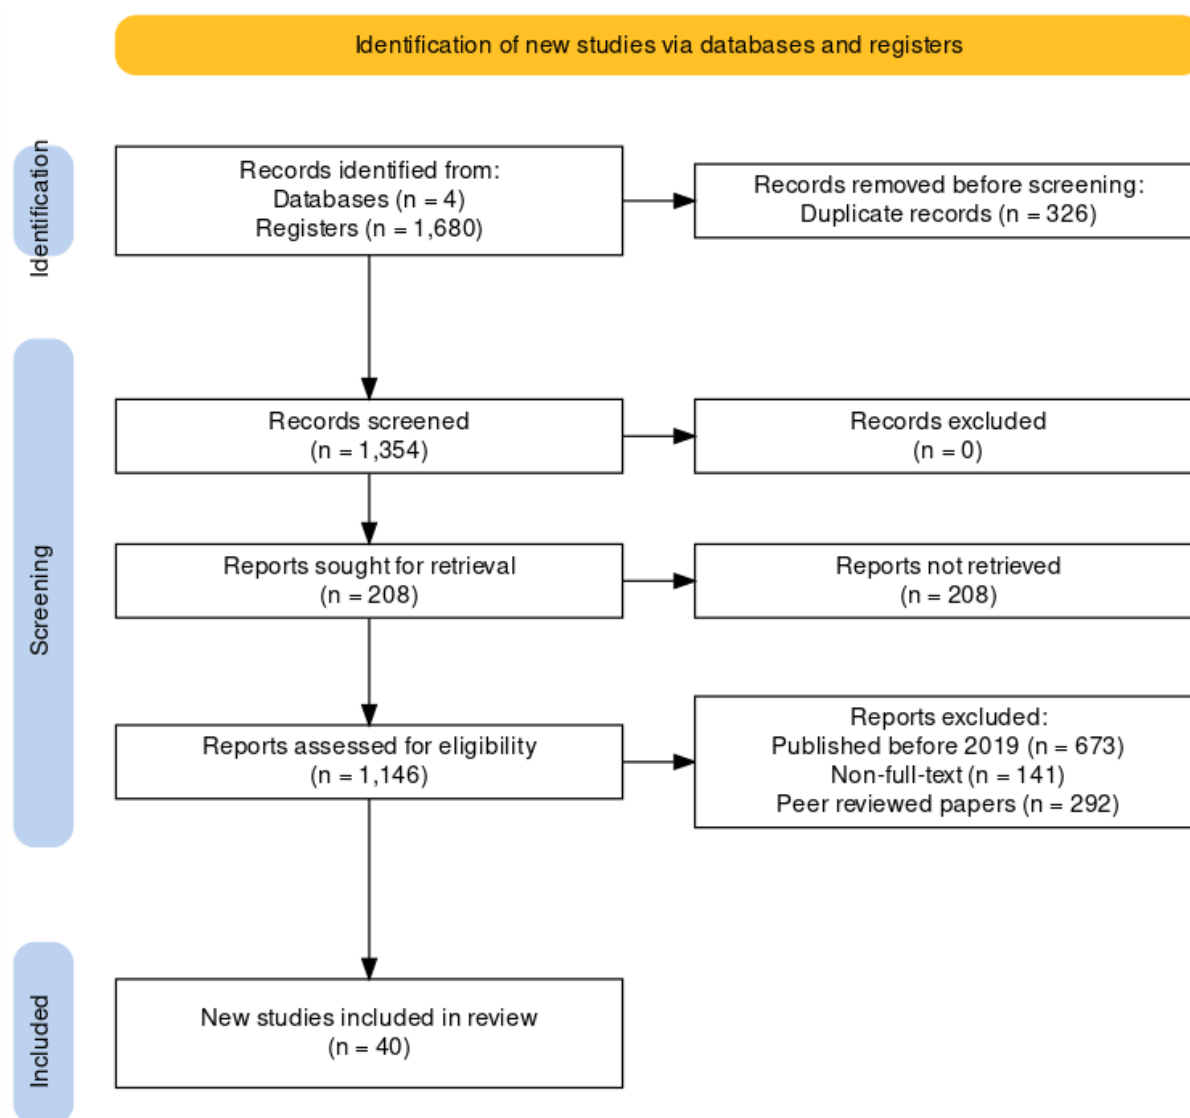 Identification of new studies via databases and registers
Identification
Records identified from:
Databases (n = 4)
Registers (n = 1,680)
Records removed before screening:
Duplicate records (n = 326)
Screening
Records screened
(n = 1,354)
Records excluded
(n = 0)
Reports sought for retrieval
(n = 208)
Reports not retrieved
(n = 208)
Reports assessed for eligibility
(n = 1,146)
Reports excluded:
Published before 2019 (n = 673)
Non-full-text (n = 141)
Peer reviewed papers (n = 292)
Included
New studies included in review
(n = 40)